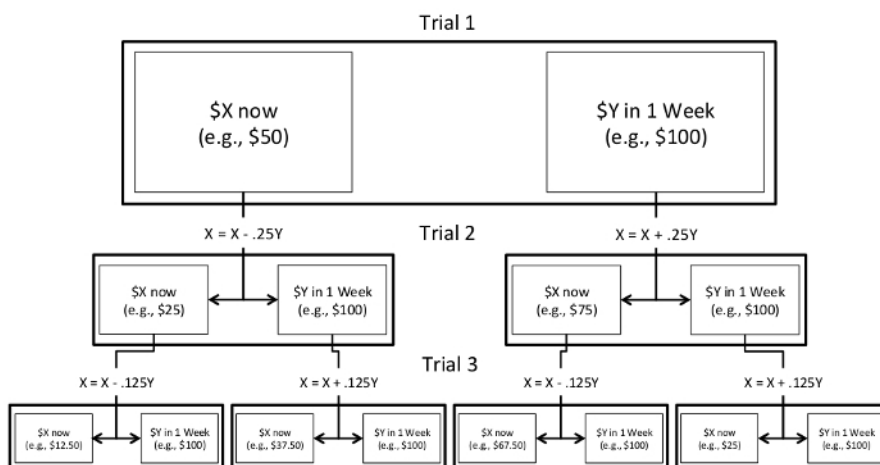 Trial 1
$X now
(e.g., $50)
$Y in 1 Week
(e.g., $100)
X = X - .25Y
Trial 2
X = X + .25Y
$X now
(e.g., $25)
$Y in 1 Week
(e.g., $100)
$X now
(e.g., $75)
$Y in 1 Week
(e.g., $100)
Trial 3
X = X - .125Y
X = X + .125Y
X = X - .125Y
X = X + .125Y
$X now
(e.g., $12.50)
$Y in 1 Week
(e.g., $100)
$X now
(e.g., $37.50)
$Y in 1 Week
(e.g., $100)
$X now
(e.g., $67.50)
$Y in 1 Week
(e.g., $100)
$X now
(e.g., $25)
$Y in 1 Week
(e.g., $100)